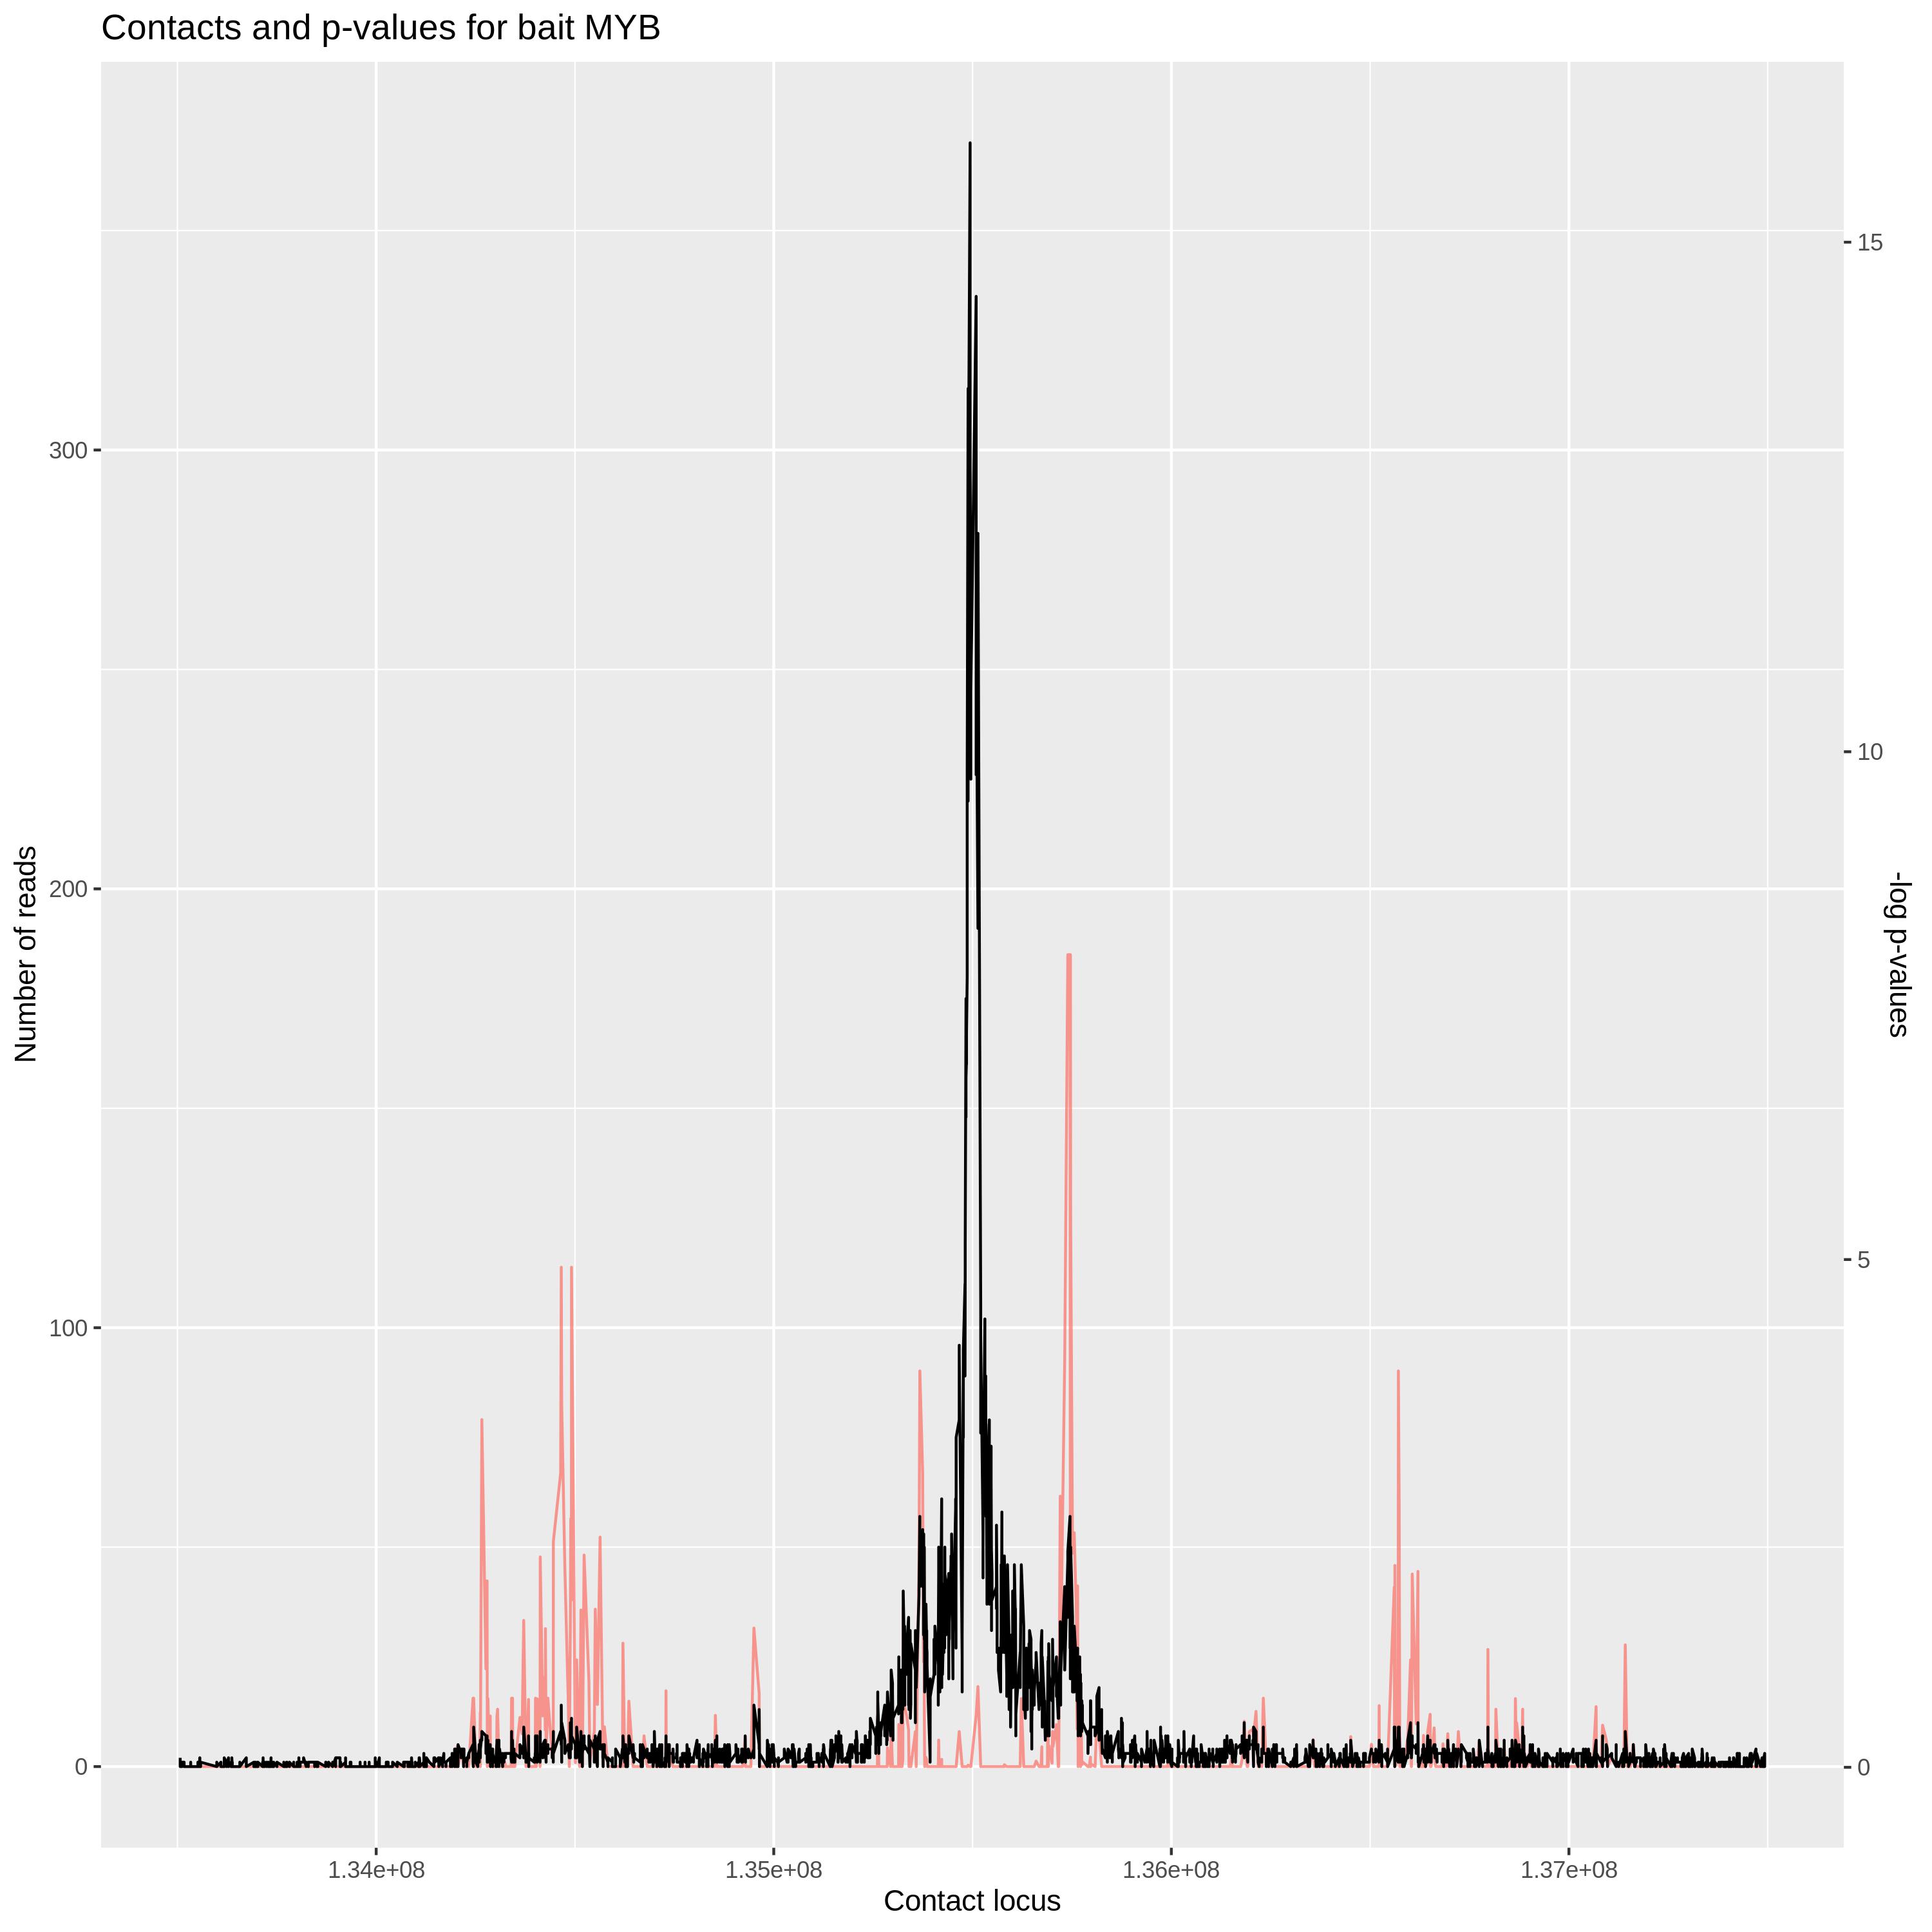 Contacts and p-values for bait MYB
300
200
100
0
Number of reads
15
10
5
0
-log p-values
1.34e+08
1.35e+08
1.36e+08
1.37e+08
Contact locus